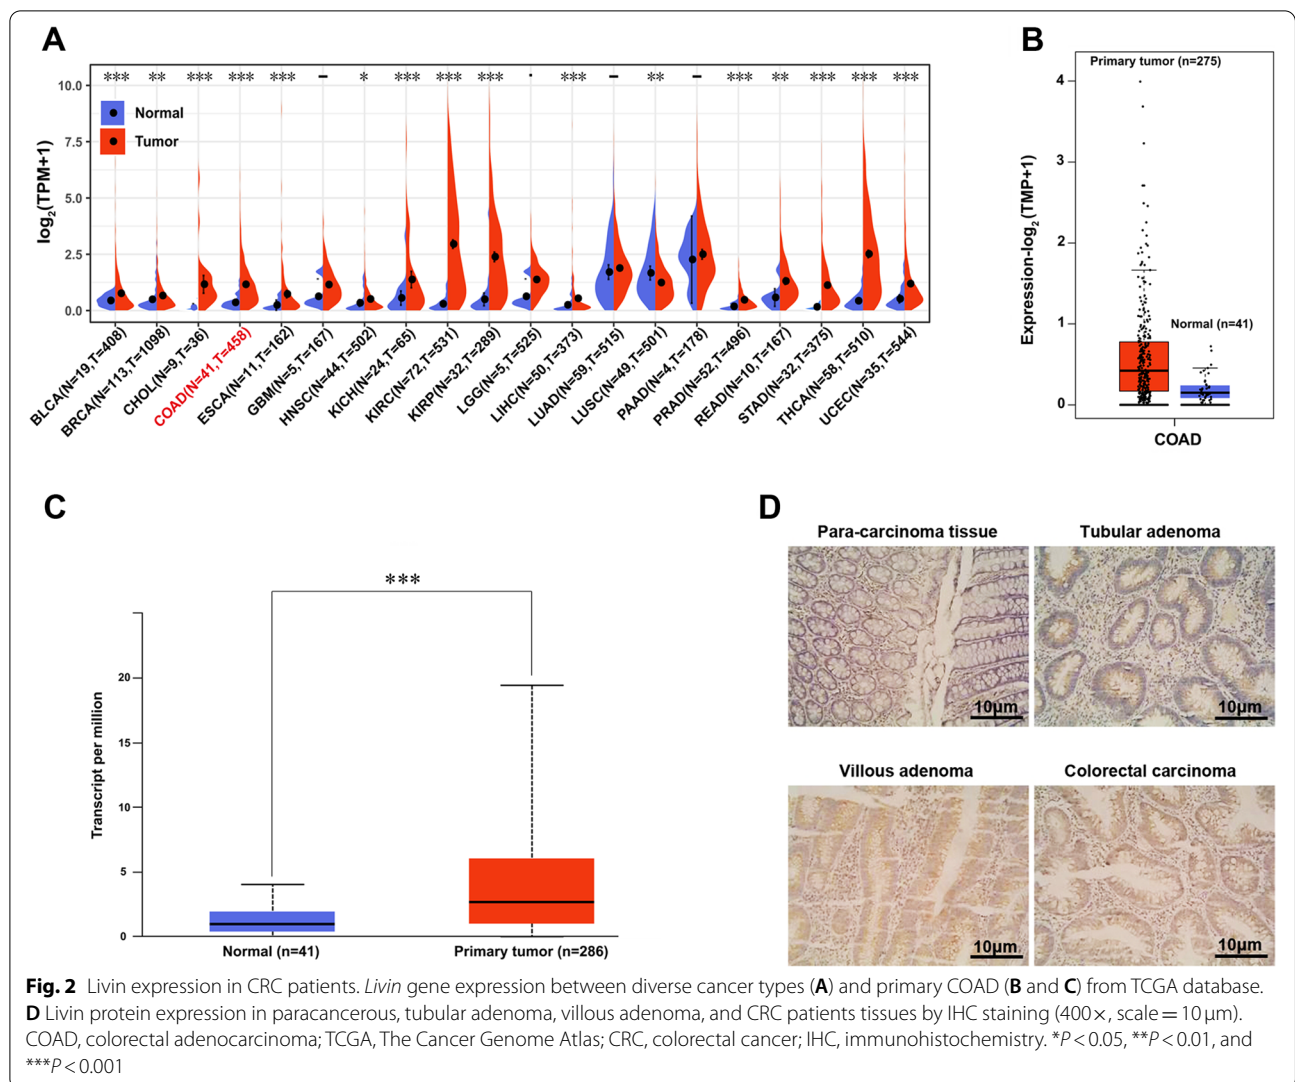 A
*** ** *** *** *** – * *** *** *** · *** – ** – *** ** *** *** ***
log2(TPM+1)
10.0
7.5
5.0
2.5
0.0
Normal
Tumor
BLCA(N=19,T=408)
BRCA(N=113,T=1098)
CHOL(N=9,T=36)
COAD(N=41,T=458)
ESCA(N=11,T=162)
GBM(N=5,T=167)
HNSC(N=44,T=502)
KICH(N=24,T=65)
KIRC(N=72,T=531)
KIRP(N=32,T=289)
LGG(N=5,T=525)
LIHC(N=50,T=373)
LUAD(N=59,T=515)
LUSC(N=49,T=501)
PAAD(N=4,T=178)
PRAD(N=52,T=496)
READ(N=10,T=167)
STAD(N=32,T=375)
THCA(N=58,T=510)
UCEC(N=35,T=544)
B
Primary tumor (n=275)
Normal (n=41)
Expression-log2(TMP+1)
4
3
2
1
0
COAD
C
***
Transcript per million
20
15
10
5
0
Normal (n=41)
Primary tumor (n=286)
D
Para-carcinoma tissue
10μm
Tubular adenoma
10μm
Villous adenoma
10μm
Colorectal carcinoma
10μm
Fig. 2 Livin expression in CRC patients. Livin gene expression between diverse cancer types (A) and primary COAD (B and C) from TCGA database.
D Livin protein expression in paracancerous, tubular adenoma, villous adenoma, and CRC patients tissues by IHC staining (400×, scale = 10 μm).
COAD, colorectal adenocarcinoma; TCGA, The Cancer Genome Atlas; CRC, colorectal cancer; IHC, immunohistochemistry. *P < 0.05, **P < 0.01, and
***P < 0.001